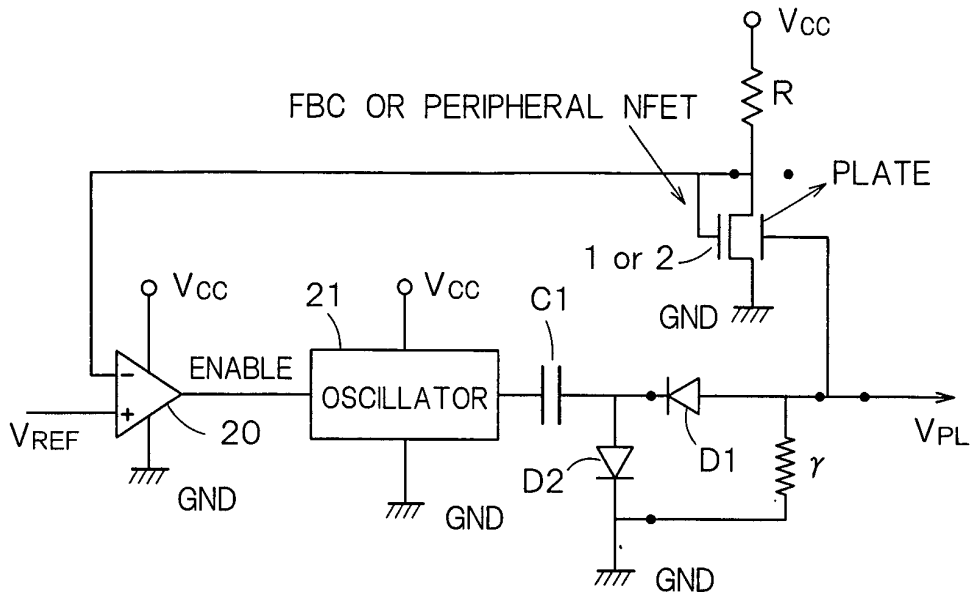 VCC
R
FBC OR PERIPHERAL NFET
PLATE
1 or 2
GND
VCC
21
VCC
C1
ENABLE
OSCILLATOR
−
+
VREF
20
GND
GND
D2
D1
γ
VPL
GND